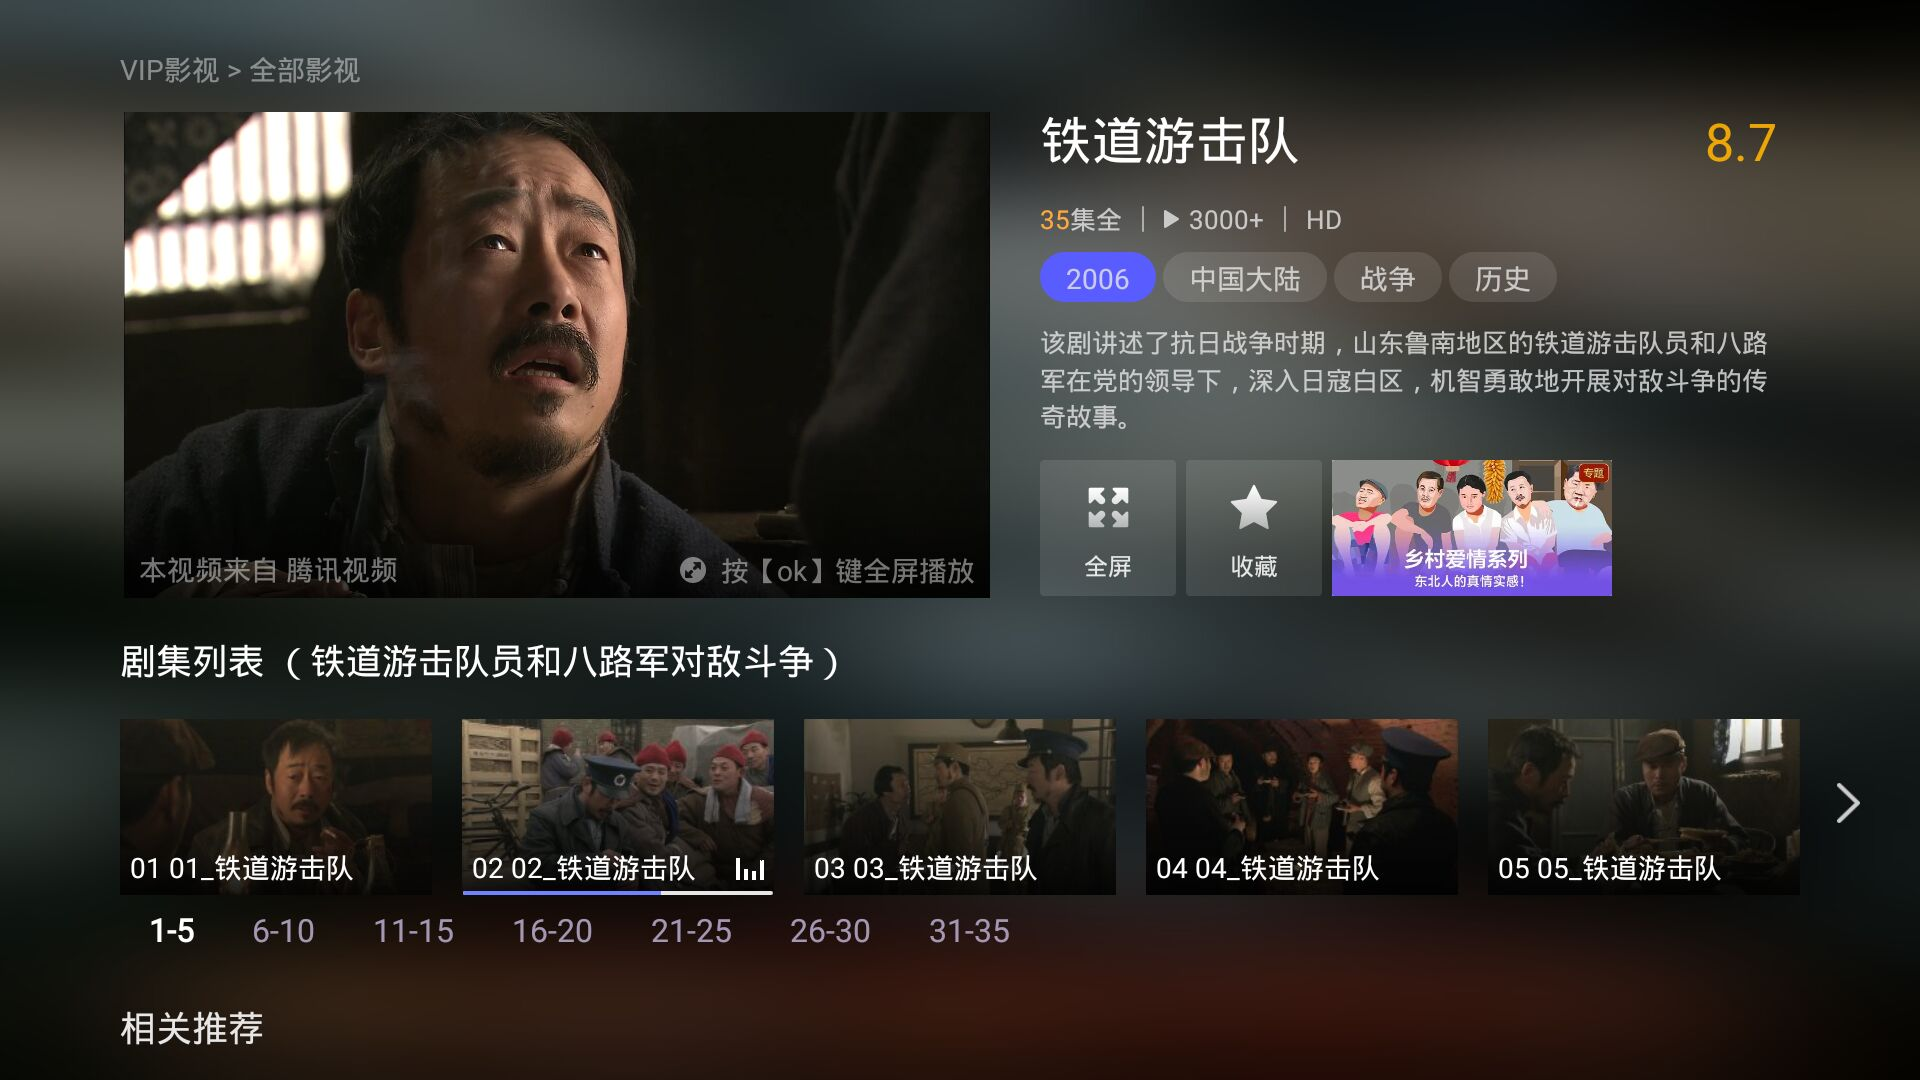 VIP影视 > 全部影视
本视频来自 腾讯视频
按【ok】键全屏播放
铁道游击队
8.7
35集全
3000+
HD
2006
中国大陆
战争
历史
该剧讲述了抗日战争时期，山东鲁南地区的铁道游击队员和八路
军在党的领导下，深入日寇白区，机智勇敢地开展对敌斗争的传
奇故事。
全屏
收藏
专题
乡村爱情系列
东北人的真情实感！
剧集列表（铁道游击队员和八路军对敌斗争）
01 01_铁道游击队
02 02_铁道游击队
03 03_铁道游击队
04 04_铁道游击队
05 05_铁道游击队
1-5
6-10
11-15
16-20
21-25
26-30
31-35
相关推荐